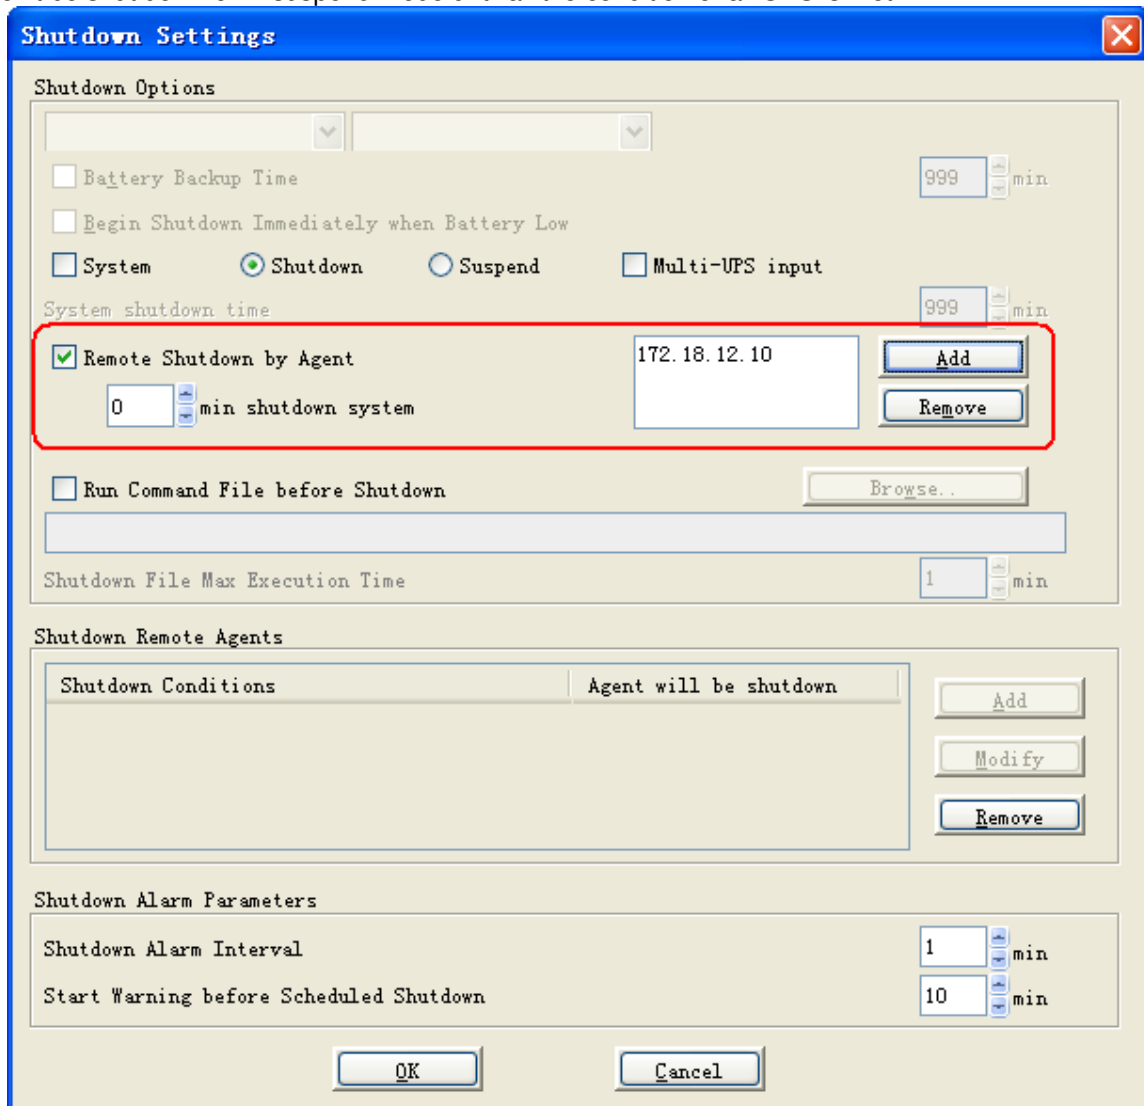 Shutdown Settings
Shutdown Options
Battery Backup Time 999 min
Begin Shutdown Immediately when Battery Low
System Shutdown Suspend Multi-UPS input
System shutdown time 999 min
Remote Shutdown by Agent 172.18.12.10 Add
0 min shutdown system Remove
Run Command File before Shutdown Browse..
Shutdown File Max Execution Time 1 min
Shutdown Remote Agents
Shutdown Conditions Agent will be shutdown
Add
Modify
Remove
Shutdown Alarm Parameters
Shutdown Alarm Interval 1 min
Start Warning before Scheduled Shutdown 10 min
OK Cancel